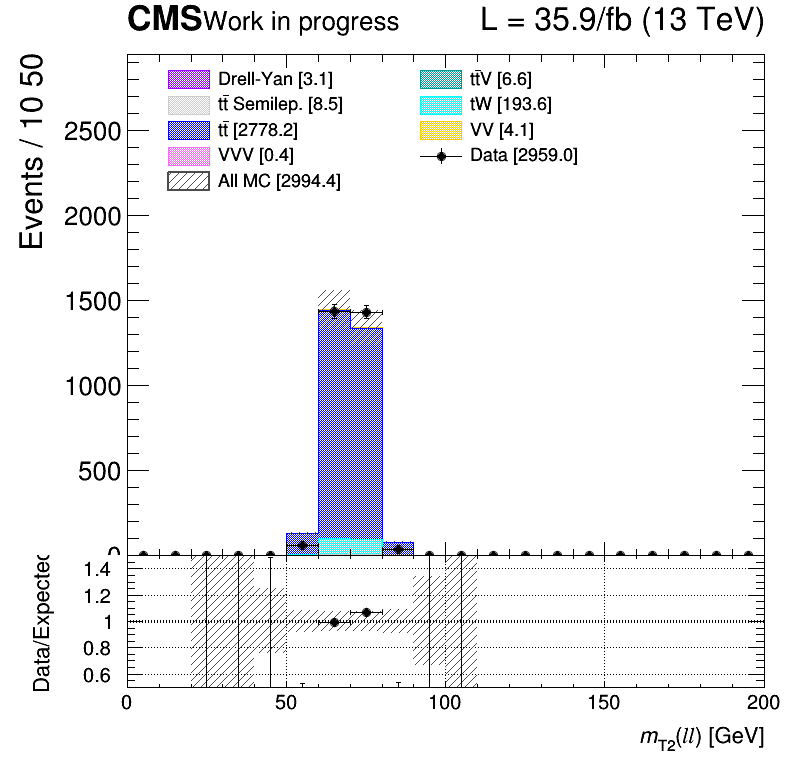 CMS Work in progress L = 35.9/fb (13 TeV)
Events / 10 50
Drell-Yan [3.1]
tt̄ Semilep. [8.5]
tt̄ [2778.2]
VVV [0.4]
All MC [2994.4]
tt̄V [6.6]
tW [193.6]
VV [4.1]
Data [2959.0]
2500
2000
1500
1000
500
0
Data/Expected
1.4
1.2
1
0.8
0.6
0 50 100 150 200
m_T2(ll) [GeV]